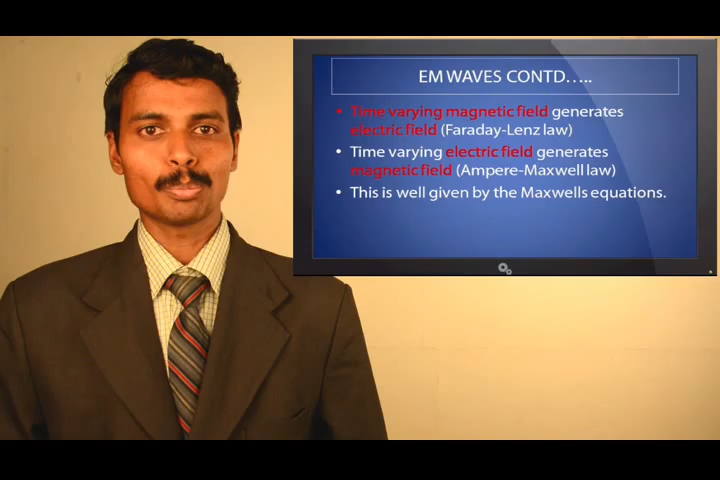 EM WAVES CONTD…..
• Time varying magnetic field generates
electric field (Faraday-Lenz law)
• Time varying electric field generates
magnetic field (Ampere-Maxwell law)
• This is well given by the Maxwells equations.